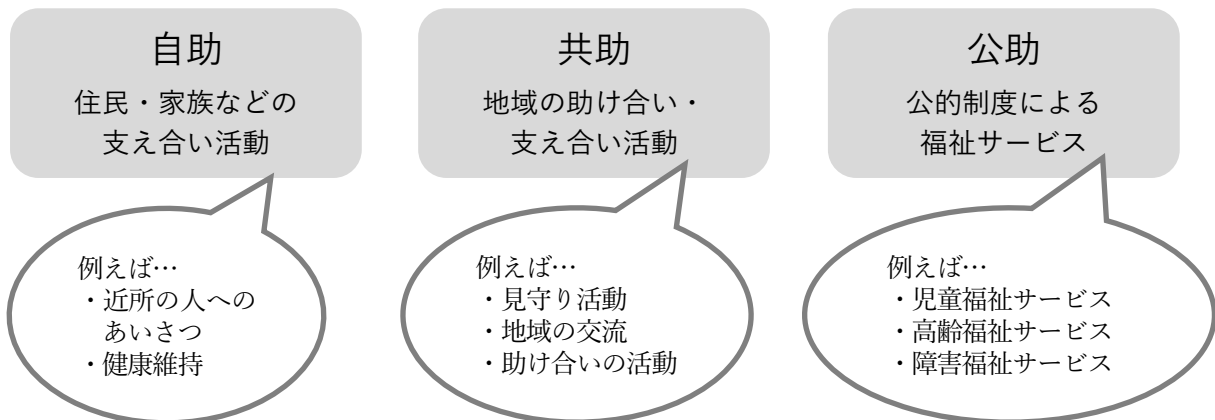 自助
住民・家族などの
支え合い活動
例えば…
・近所の人への
あいさつ
・健康維持
共助
地域の助け合い・
支え合い活動
例えば…
・見守り活動
・地域の交流
・助け合いの活動
公助
公的制度による
福祉サービス
例えば…
・児童福祉サービス
・高齢福祉サービス
・障害福祉サービス